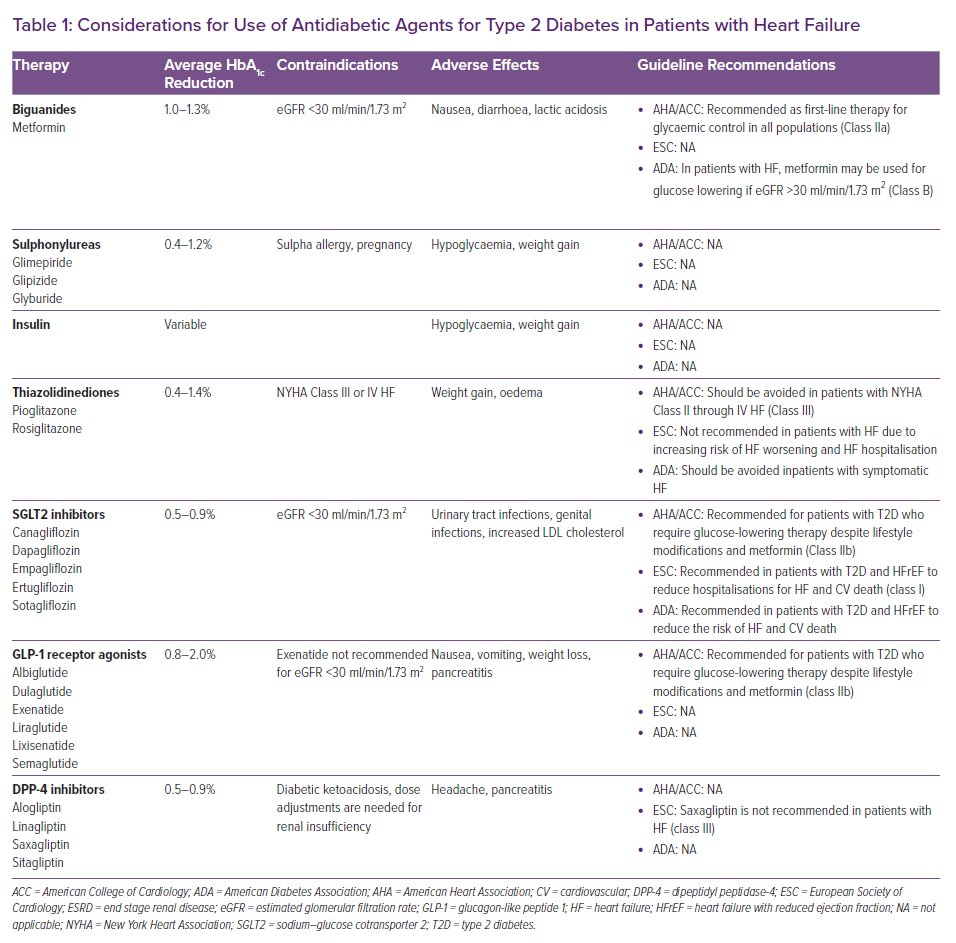 Table 1: Considerations for Use of Antidiabetic Agents for Type 2 Diabetes in Patients with Heart Failure
Therapy
Average HbA1c
Reduction
Contraindications
Adverse Effects
Guideline Recommendations
Biguanides
Metformin
1.0–1.3%
eGFR <30 ml/min/1.73 m²
Nausea, diarrhoea, lactic acidosis
• AHA/ACC: Recommended as first-line therapy for
glycaemic control in all populations (Class IIa)
• ESC: NA
• ADA: In patients with HF, metformin may be used for
glucose lowering if eGFR >30 ml/min/1.73 m² (Class B)
Sulphonylureas
Glimepiride
Glipizide
Glyburide
0.4–1.2%
Sulpha allergy, pregnancy
Hypoglycaemia, weight gain
• AHA/ACC: NA
• ESC: NA
• ADA: NA
Insulin
Variable
Hypoglycaemia, weight gain
• AHA/ACC: NA
• ESC: NA
• ADA: NA
Thiazolidinediones
Pioglitazone
Rosiglitazone
0.4–1.4%
NYHA Class III or IV HF
Weight gain, oedema
• AHA/ACC: Should be avoided in patients with NYHA
Class II through IV HF (Class III)
• ESC: Not recommended in patients with HF due to
increasing risk of HF worsening and HF hospitalisation
• ADA: Should be avoided inpatients with symptomatic
HF
SGLT2 inhibitors
Canagliflozin
Dapagliflozin
Empagliflozin
Ertugliflozin
Sotagliflozin
0.5–0.9%
eGFR <30 ml/min/1.73 m²
Urinary tract infections, genital
infections, increased LDL cholesterol
• AHA/ACC: Recommended for patients with T2D who
require glucose-lowering therapy despite lifestyle
modifications and metformin (Class IIb)
• ESC: Recommended in patients with T2D and HFrEF to
reduce hospitalisations for HF and CV death (class I)
• ADA: Recommended in patients with T2D and HFrEF to
reduce the risk of HF and CV death
GLP-1 receptor agonists
Albiglutide
Dulaglutide
Exenatide
Liraglutide
Lixisenatide
Semaglutide
0.8–2.0%
Exenatide not recommended
for eGFR <30 ml/min/1.73 m²
Nausea, vomiting, weight loss,
pancreatitis
• AHA/ACC: Recommended for patients with T2D who
require glucose-lowering therapy despite lifestyle
modifications and metformin (class IIb)
• ESC: NA
• ADA: NA
DPP-4 inhibitors
Alogliptin
Linagliptin
Saxagliptin
Sitagliptin
0.5–0.9%
Diabetic ketoacidosis, dose
adjustments are needed for
renal insufficiency
Headache, pancreatitis
• AHA/ACC: NA
• ESC: Saxagliptin is not recommended in patients with
HF (class III)
• ADA: NA
ACC = American College of Cardiology; ADA = American Diabetes Association; AHA = American Heart Association; CV = cardiovascular; DPP-4 = dipeptidyl peptidase-4; ESC = European Society of
Cardiology; ESRD = end stage renal disease; eGFR = estimated glomerular filtration rate; GLP-1 = glucagon-like peptide 1; HF = heart failure; HFrEF = heart failure with reduced ejection fraction; NA = not
applicable; NYHA = New York Heart Association; SGLT2 = sodium–glucose cotransporter 2; T2D = type 2 diabetes.